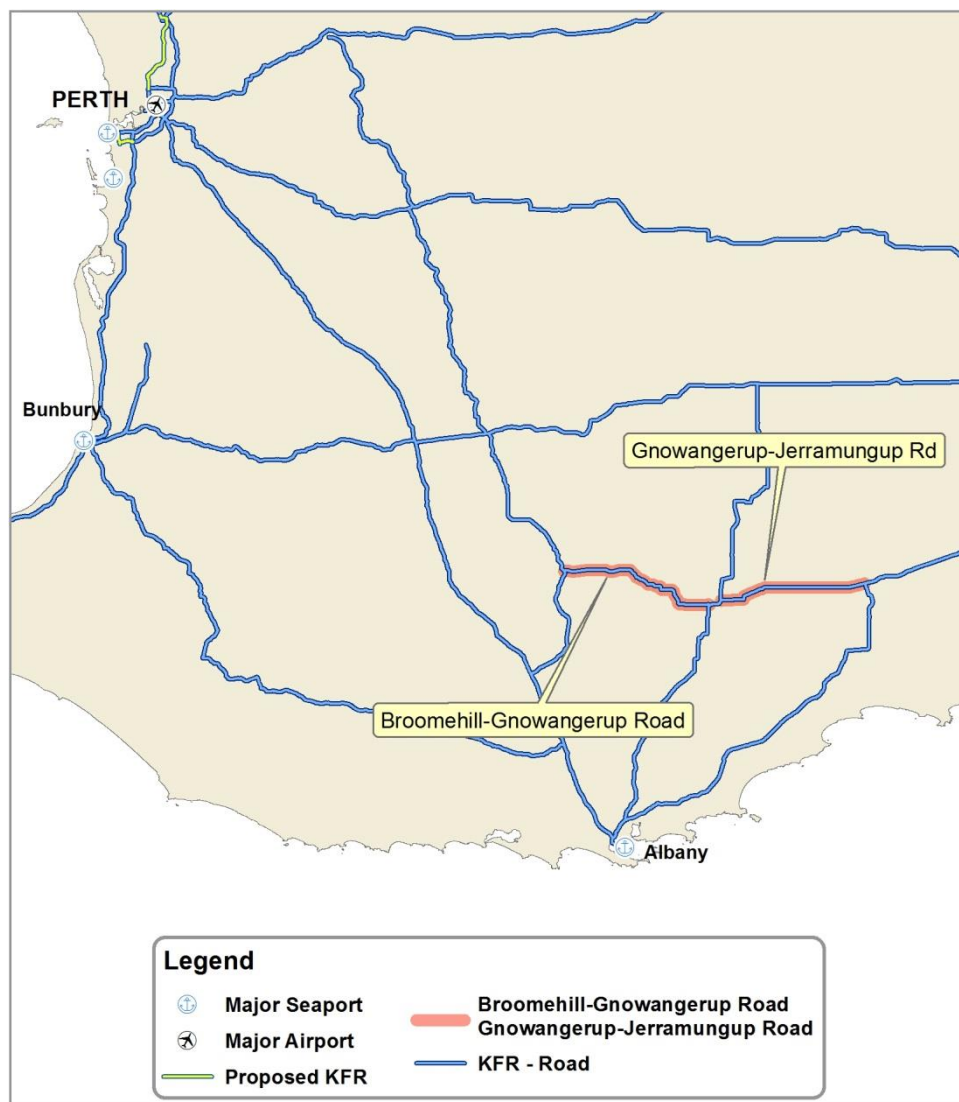 PERTH
Bunbury
Gnowangerup-Jerramungup Rd
Broomehill-Gnowangerup Road
Albany
Legend
Major Seaport
Major Airport
Proposed KFR
Broomehill-Gnowangerup Road
Gnowangerup-Jerramungup Road
KFR - Road